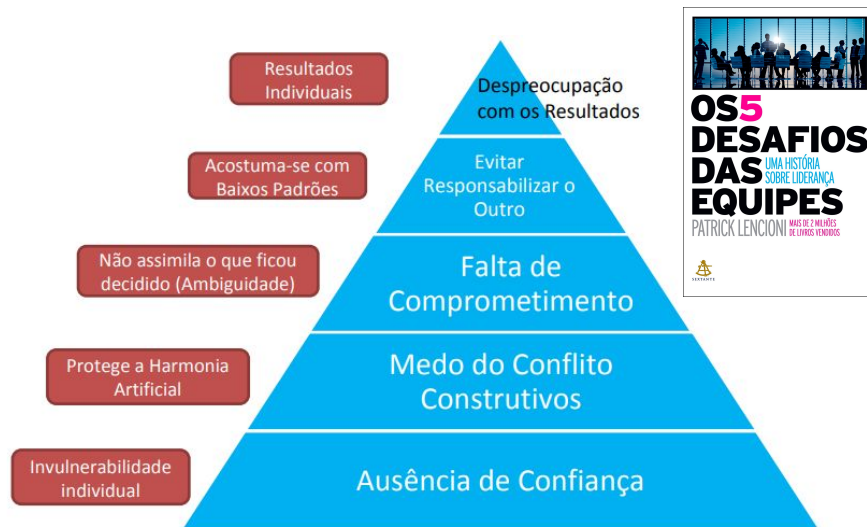 Resultados
Individuais
Despreocupação
com os Resultados
Acostuma-se com
Baixos Padrões
Evitar
Responsabilizar o
Outro
Não assimila o que ficou
decidido (Ambiguidade)
Falta de
Comprometimento
Protege a Harmonia
Artificial
Medo do Conflito
Construtivos
Invulnerabilidade
individual
Ausência de Confiança
OS 5
DESAFIOS
DAS UMA HISTÓRIA
SOBRE LIDERANÇA
EQUIPES
PATRICK LENCIONI MAIS DE 2 MILHÕES
DE LIVROS VENDIDOS
SEXTANTE